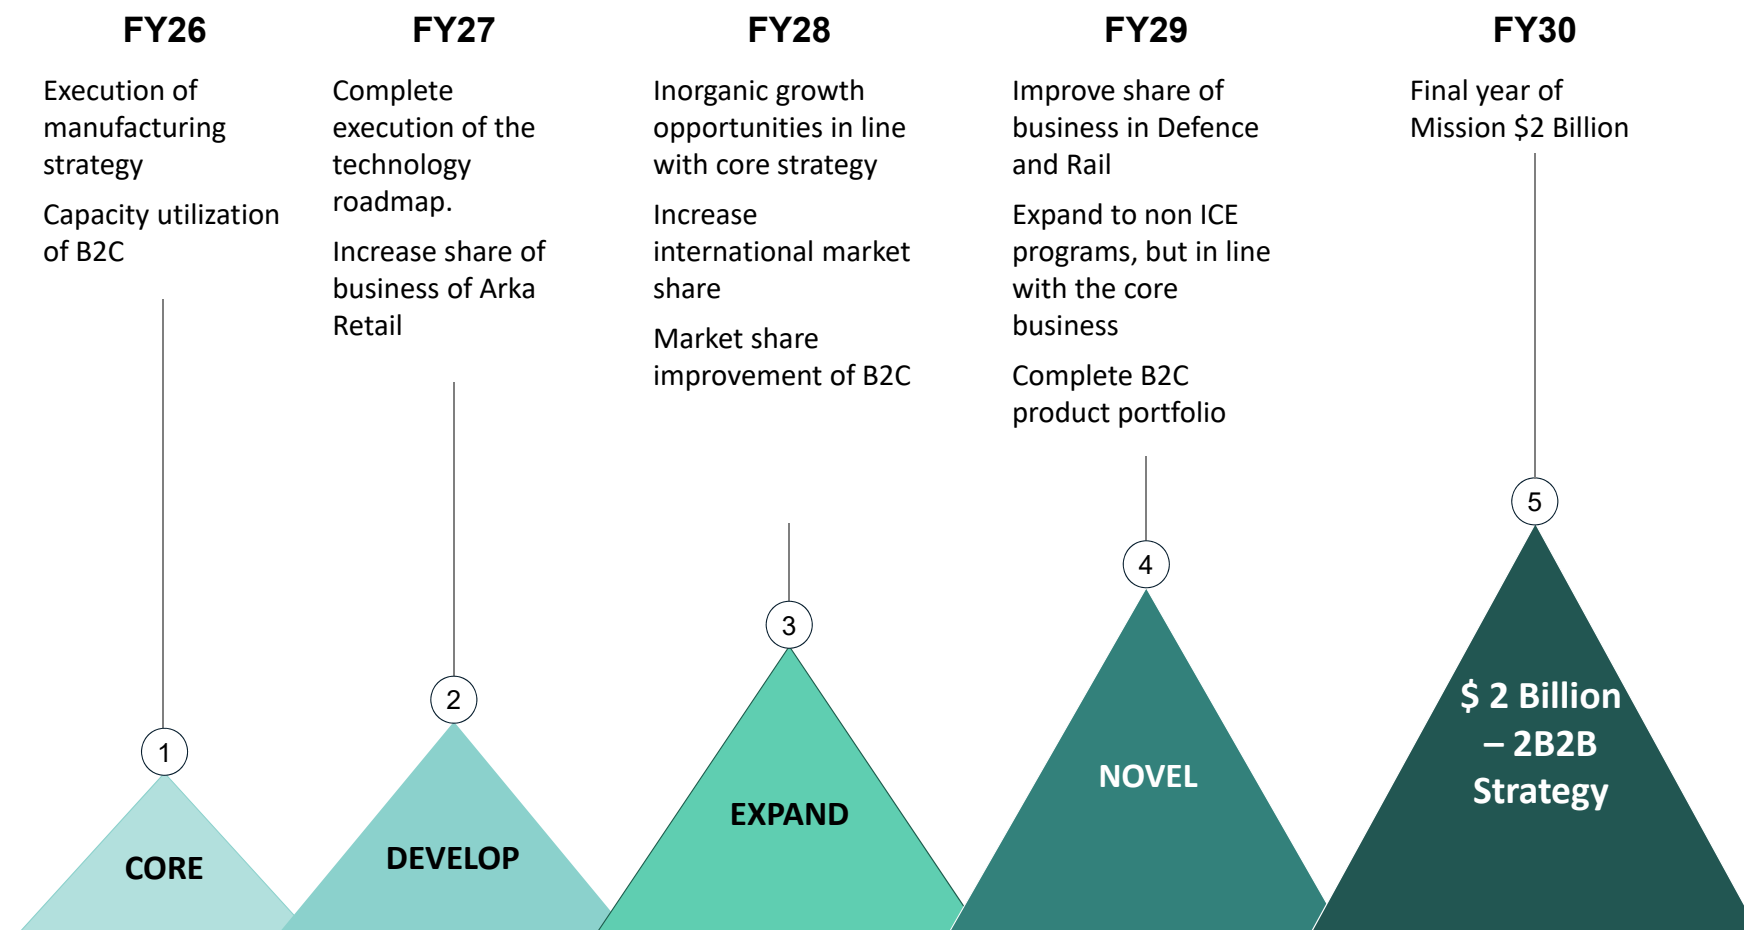 FY26
Execution of
manufacturing
strategy
Capacity utilization
of B2C
1
CORE
FY27
Complete
execution of the
technology
roadmap.
Increase share of
business of Arka
Retail
2
DEVELOP
FY28
Inorganic growth
opportunities in line
with core strategy
Increase
international market
share
Market share
improvement of B2C
3
EXPAND
FY29
Improve share of
business in Defence
and Rail
Expand to non ICE
programs, but in line
with the core
business
Complete B2C
product portfolio
4
NOVEL
FY30
Final year of
Mission $2 Billion
5
$ 2 Billion
– 2B2B
Strategy